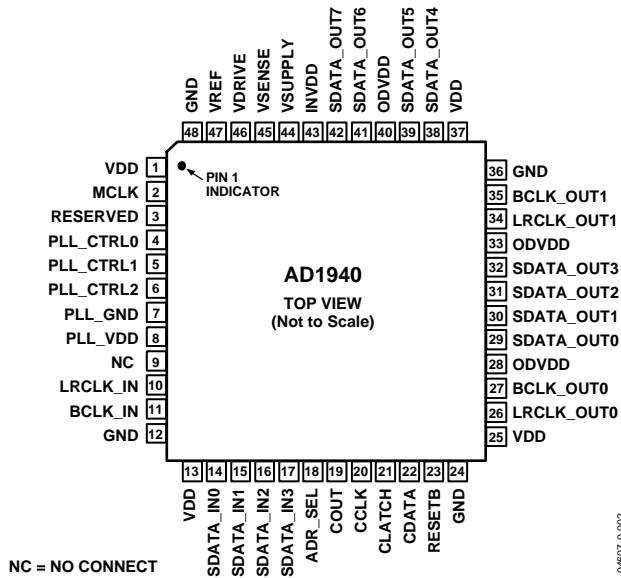 GND
VREF
VDRIVE
VSENSE
VSUPPLY
INVDD
SDATA_OUT7
SDATA_OUT6
ODVDD
SDATA_OUT5
SDATA_OUT4
VDD
48 47 46 45 44 43 42 41 40 39 38 37
VDD 1
MCLK 2
RESERVED 3
PLL_CTRL0 4
PLL_CTRL1 5
PLL_CTRL2 6
PLL_GND 7
PLL_VDD 8
NC 9
LRCLK_IN 10
BCLK_IN 11
GND 12
PIN 1
INDICATOR
AD1940
TOP VIEW
(Not to Scale)
36 GND
35 BCLK_OUT1
34 LRCLK_OUT1
33 ODVDD
32 SDATA_OUT3
31 SDATA_OUT2
30 SDATA_OUT1
29 SDATA_OUT0
28 ODVDD
27 BCLK_OUT0
26 LRCLK_OUT0
25 VDD
13 14 15 16 17 18 19 20 21 22 23 24
VDD
SDATA_IN0
SDATA_IN1
SDATA_IN2
SDATA_IN3
ADR_SEL
COUT
CCLK
CLATCH
CDATA
RESETB
GND
NC = NO CONNECT
04607-0-002